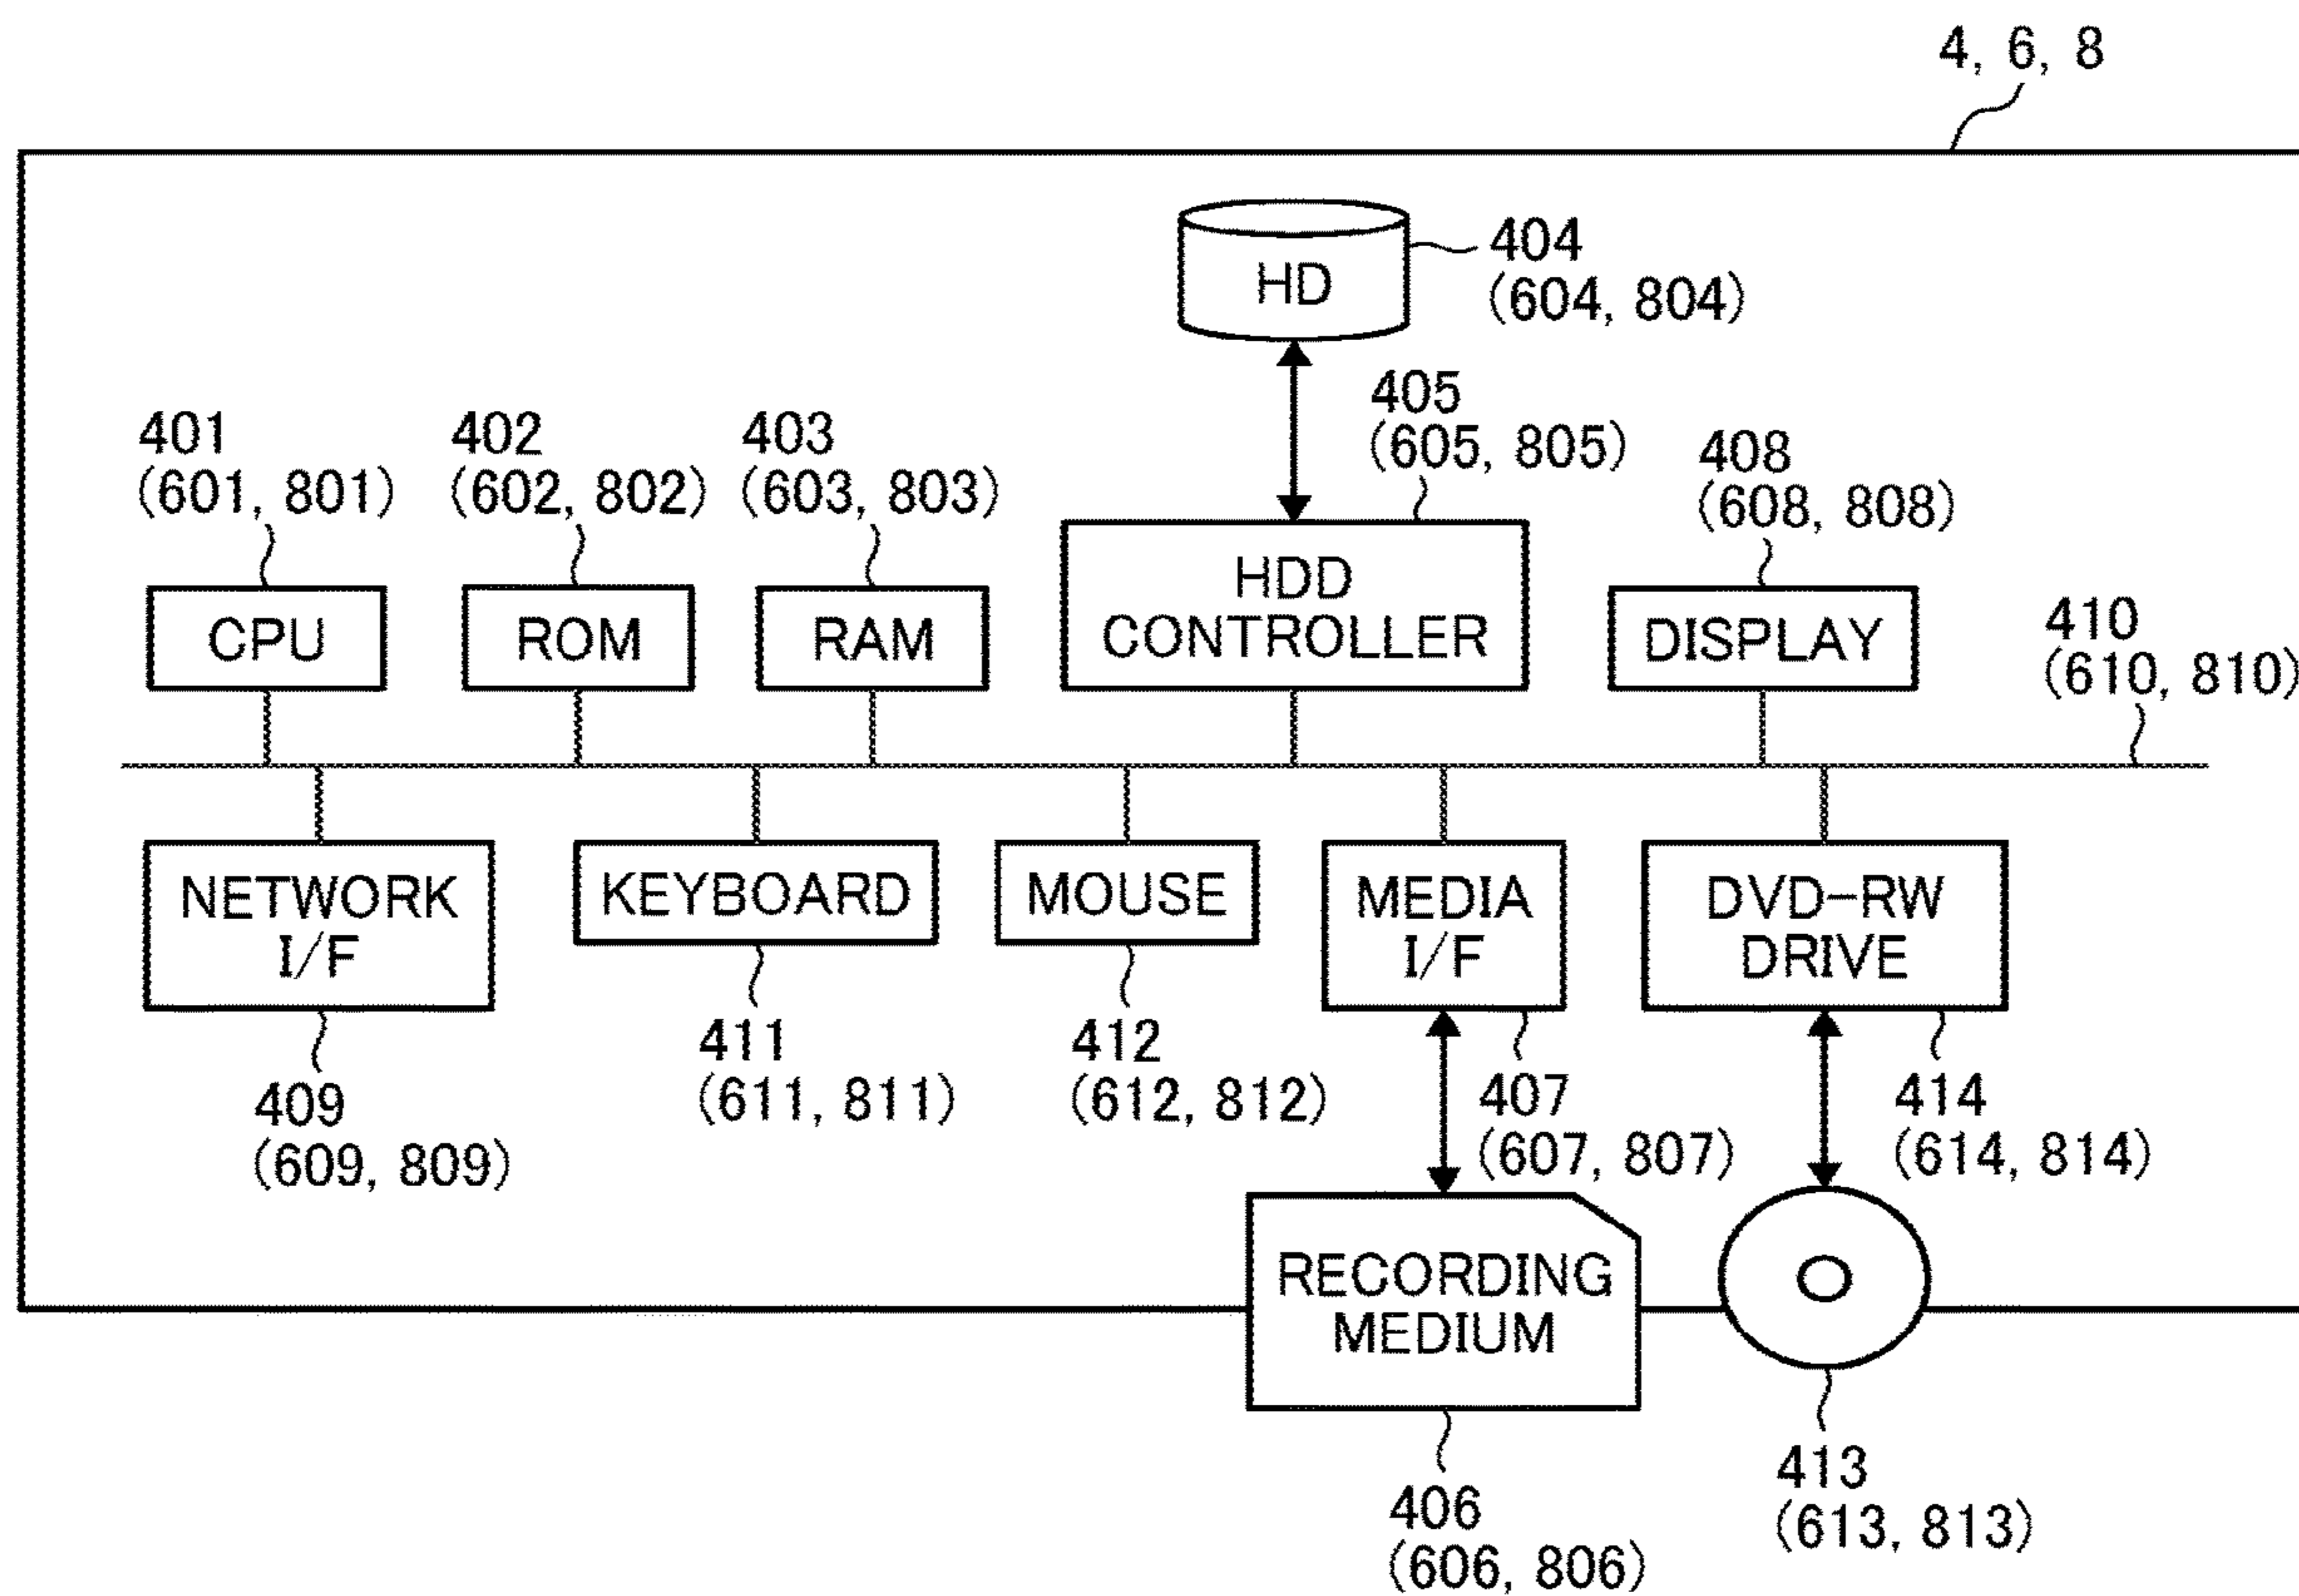 4, 6, 8
HD
404
(604, 804)
405
(605, 805)
401
(601, 801)
402
(602, 802)
403
(603, 803)
408
(608, 808)
CPU
ROM
RAM
HDD
CONTROLLER
DISPLAY
410
(610, 810)
NETWORK
I/F
KEYBOARD
MOUSE
MEDIA
I/F
DVD-RW
DRIVE
409
(609, 809)
411
(611, 811)
412
(612, 812)
407
(607, 807)
414
(614, 814)
RECORDING
MEDIUM
406
(606, 806)
413
(613, 813)